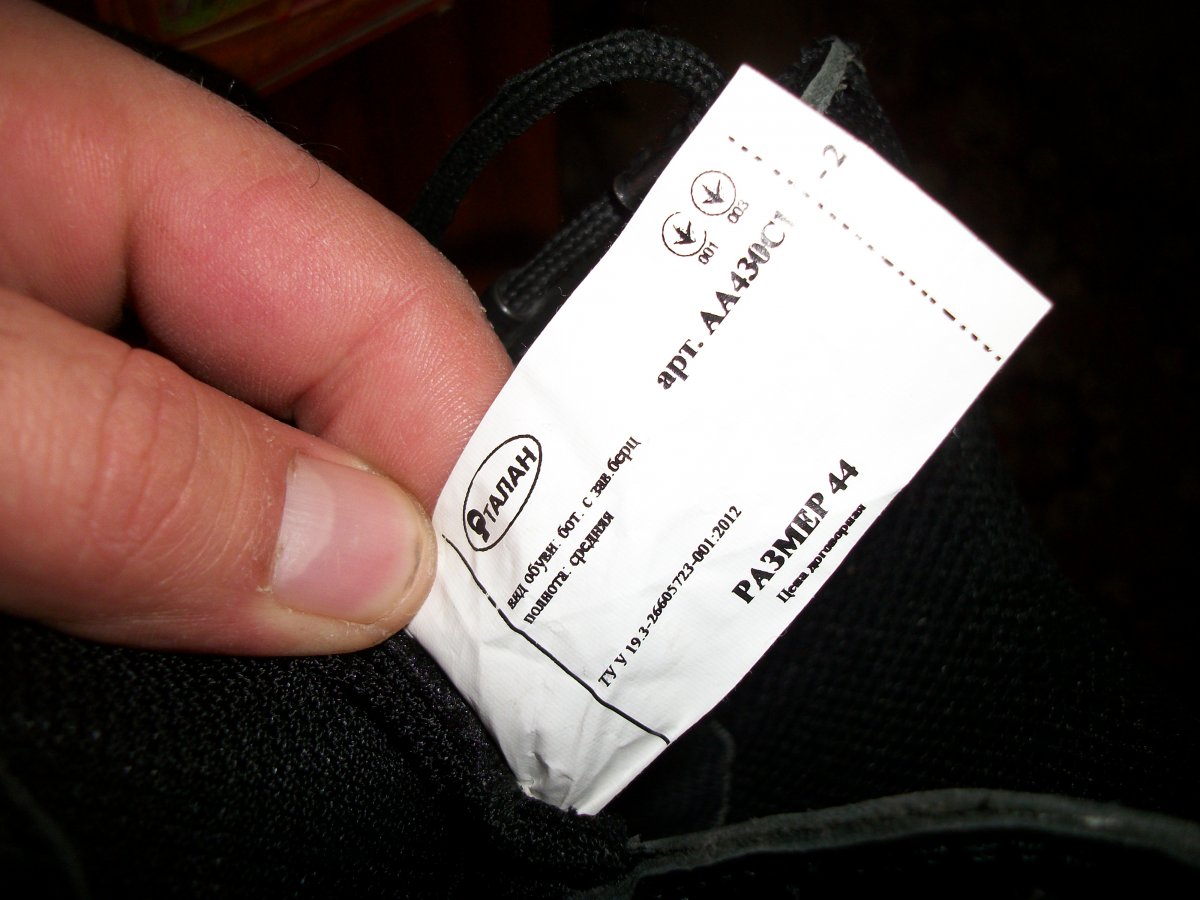 -2
003
001
арт. АА430С
ТАЛАН
вид обуви: бот. с зав.берц
полнота: средняя
ТУ У 19.3-26605723-001:2012
РАЗМЕР 44
Цена договорная